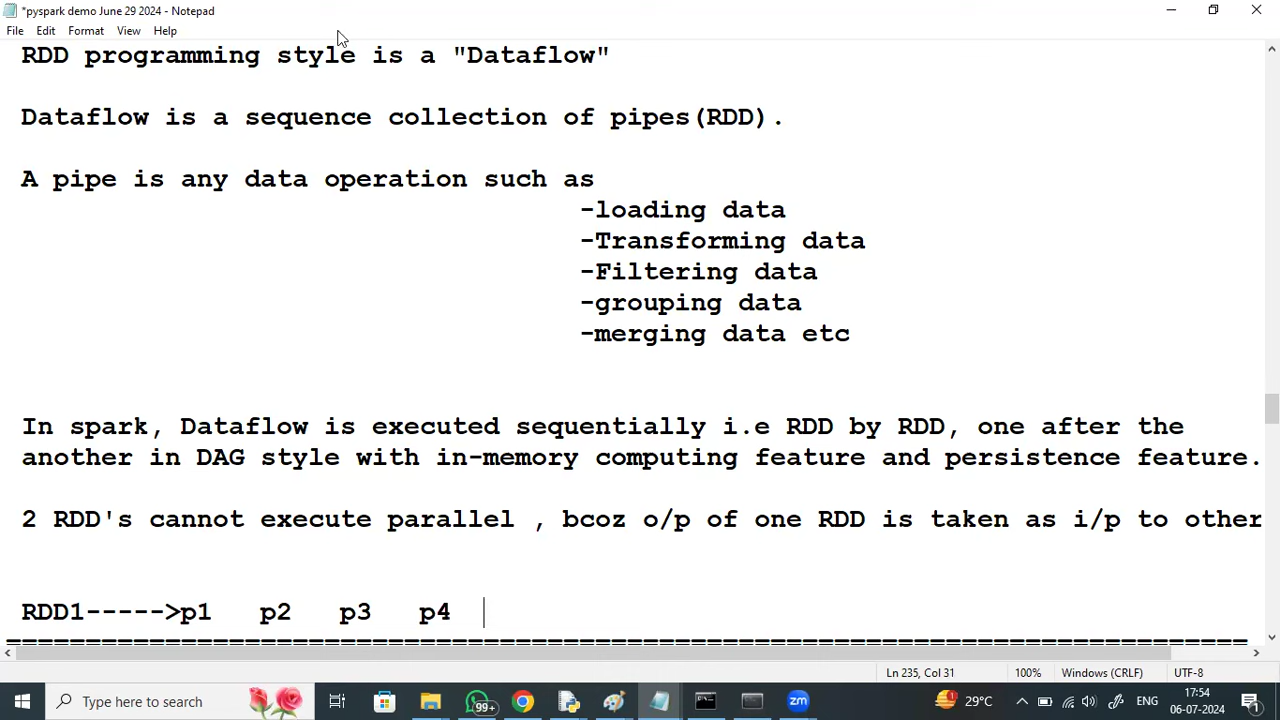 *pyspark demo June 29 2024 - Notepad
File Edit Format View Help
RDD programming style is a "Dataflow"
Dataflow is a sequence collection of pipes(RDD).
A pipe is any data operation such as
-loading data
-Transforming data
-Filtering data
-grouping data
-merging data etc
In spark, Dataflow is executed sequentially i.e RDD by RDD, one after the
another in DAG style with in-memory computing feature and persistence feature.
2 RDD's cannot execute parallel , bcoz o/p of one RDD is taken as i/p to other
RDD1----->p1 p2 p3 p4
===============================================================================
Ln 235, Col 31 100% Windows (CRLF) UTF-8
Type here to search 99+ zm 29°C ENG 17:54
06-07-2024 1